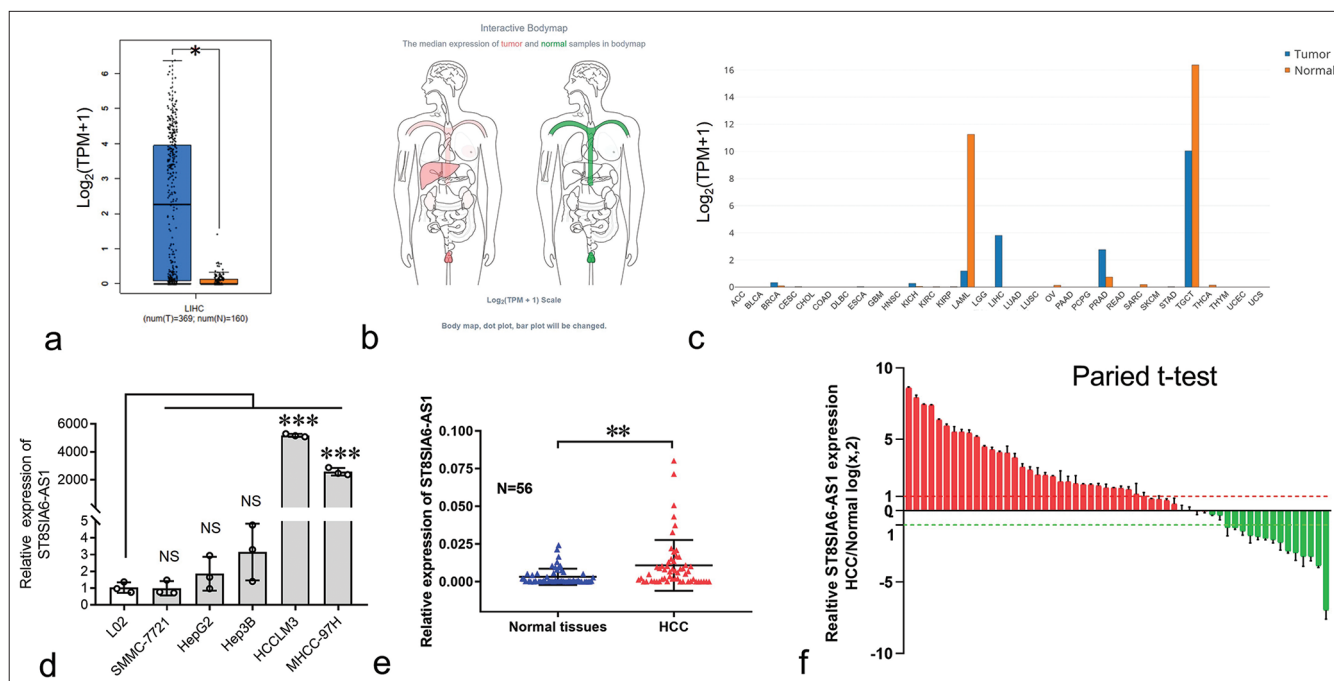 *
Log2(TPM+1)
6
5
4
3
2
1
0
LIHC
(num(T)=369; num(N)=160)
a
Interactive Bodymap
The median expression of tumor and normal samples in bodymap
Log2(TPM + 1) Scale
Body map, dot plot, bar plot will be changed.
b
Tumor
Normal
Log2(TPM+1)
16
14
12
10
8
6
4
2
0
ACC
BLCA
BRCA
CESC
CHOL
COAD
DLBC
ESCA
GBM
HNSC
KICH
KIRC
KIRP
LAML
LGG
LIHC
LUAD
LUSC
OV
PAAD
PCPG
PRAD
READ
SARC
SKCM
STAD
TGCT
THCA
THYM
UCEC
UCS
c
Relative expression of
ST8SIA6-AS1
6000
4000
2000
5
4
3
2
1
0
NS
NS
NS
***
***
L02
SMMC-7721
HepG2
Hep3B
HCCLM3
MHCC-97H
d
Relative expression of ST8SIA6-AS1
0.100
0.075
0.050
0.025
0.000
**
N=56
Normal tissues
HCC
e
Paried t-test
Realtive ST8SIA6-AS1 expression
HCC/Normal log(x,2)
10
5
1
0
1
-5
-10
f